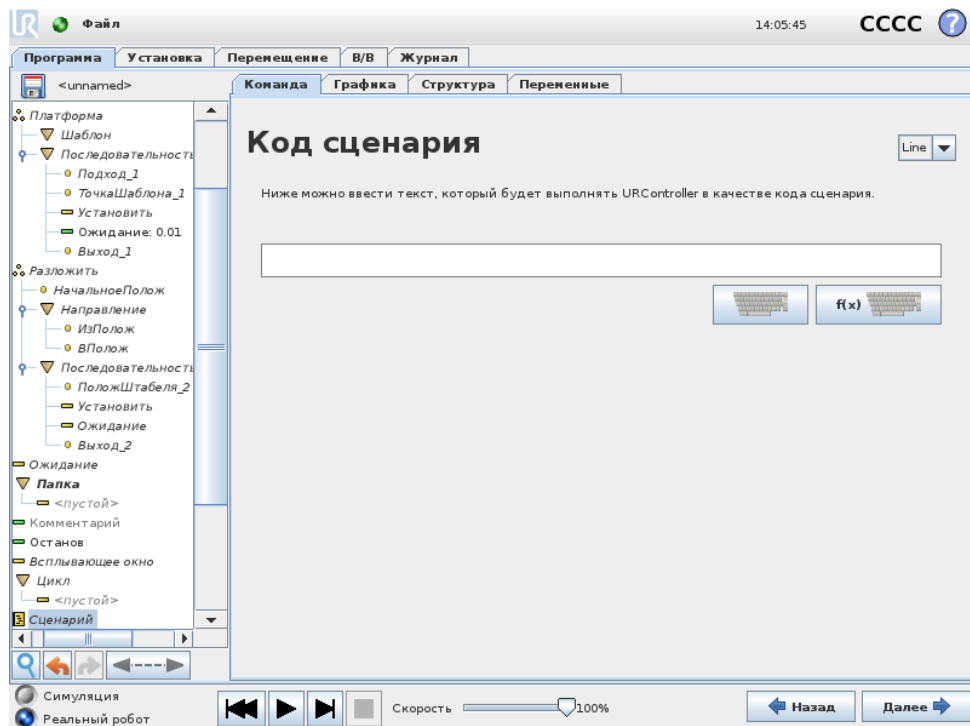 UR Файл 14:05:45 CCCC ?
Программа Установка Перемещение В/В Журнал
<unnamed> Команда Графика Структура Переменные
Платформа
Шаблон
Последовательность
Подход_1
ТочкаШаблона_1
Установить
Ожидание: 0.01
Выход_1
Разложить
НачальноеПолож
Направление
ИзПолож
ВПолож
Последовательность
ПоложШтабеля_2
Установить
Ожидание
Выход_2
Ожидание
Папка
<пустой>
Комментарий
Останов
Всплывающее окно
Цикл
<пустой>
Сценарий
Код сценария
Line
Ниже можно ввести текст, который будет выполнять URController в качестве кода сценария.
f(x)
Симуляция
Реальный робот
Скорость 100%
Назад Далее